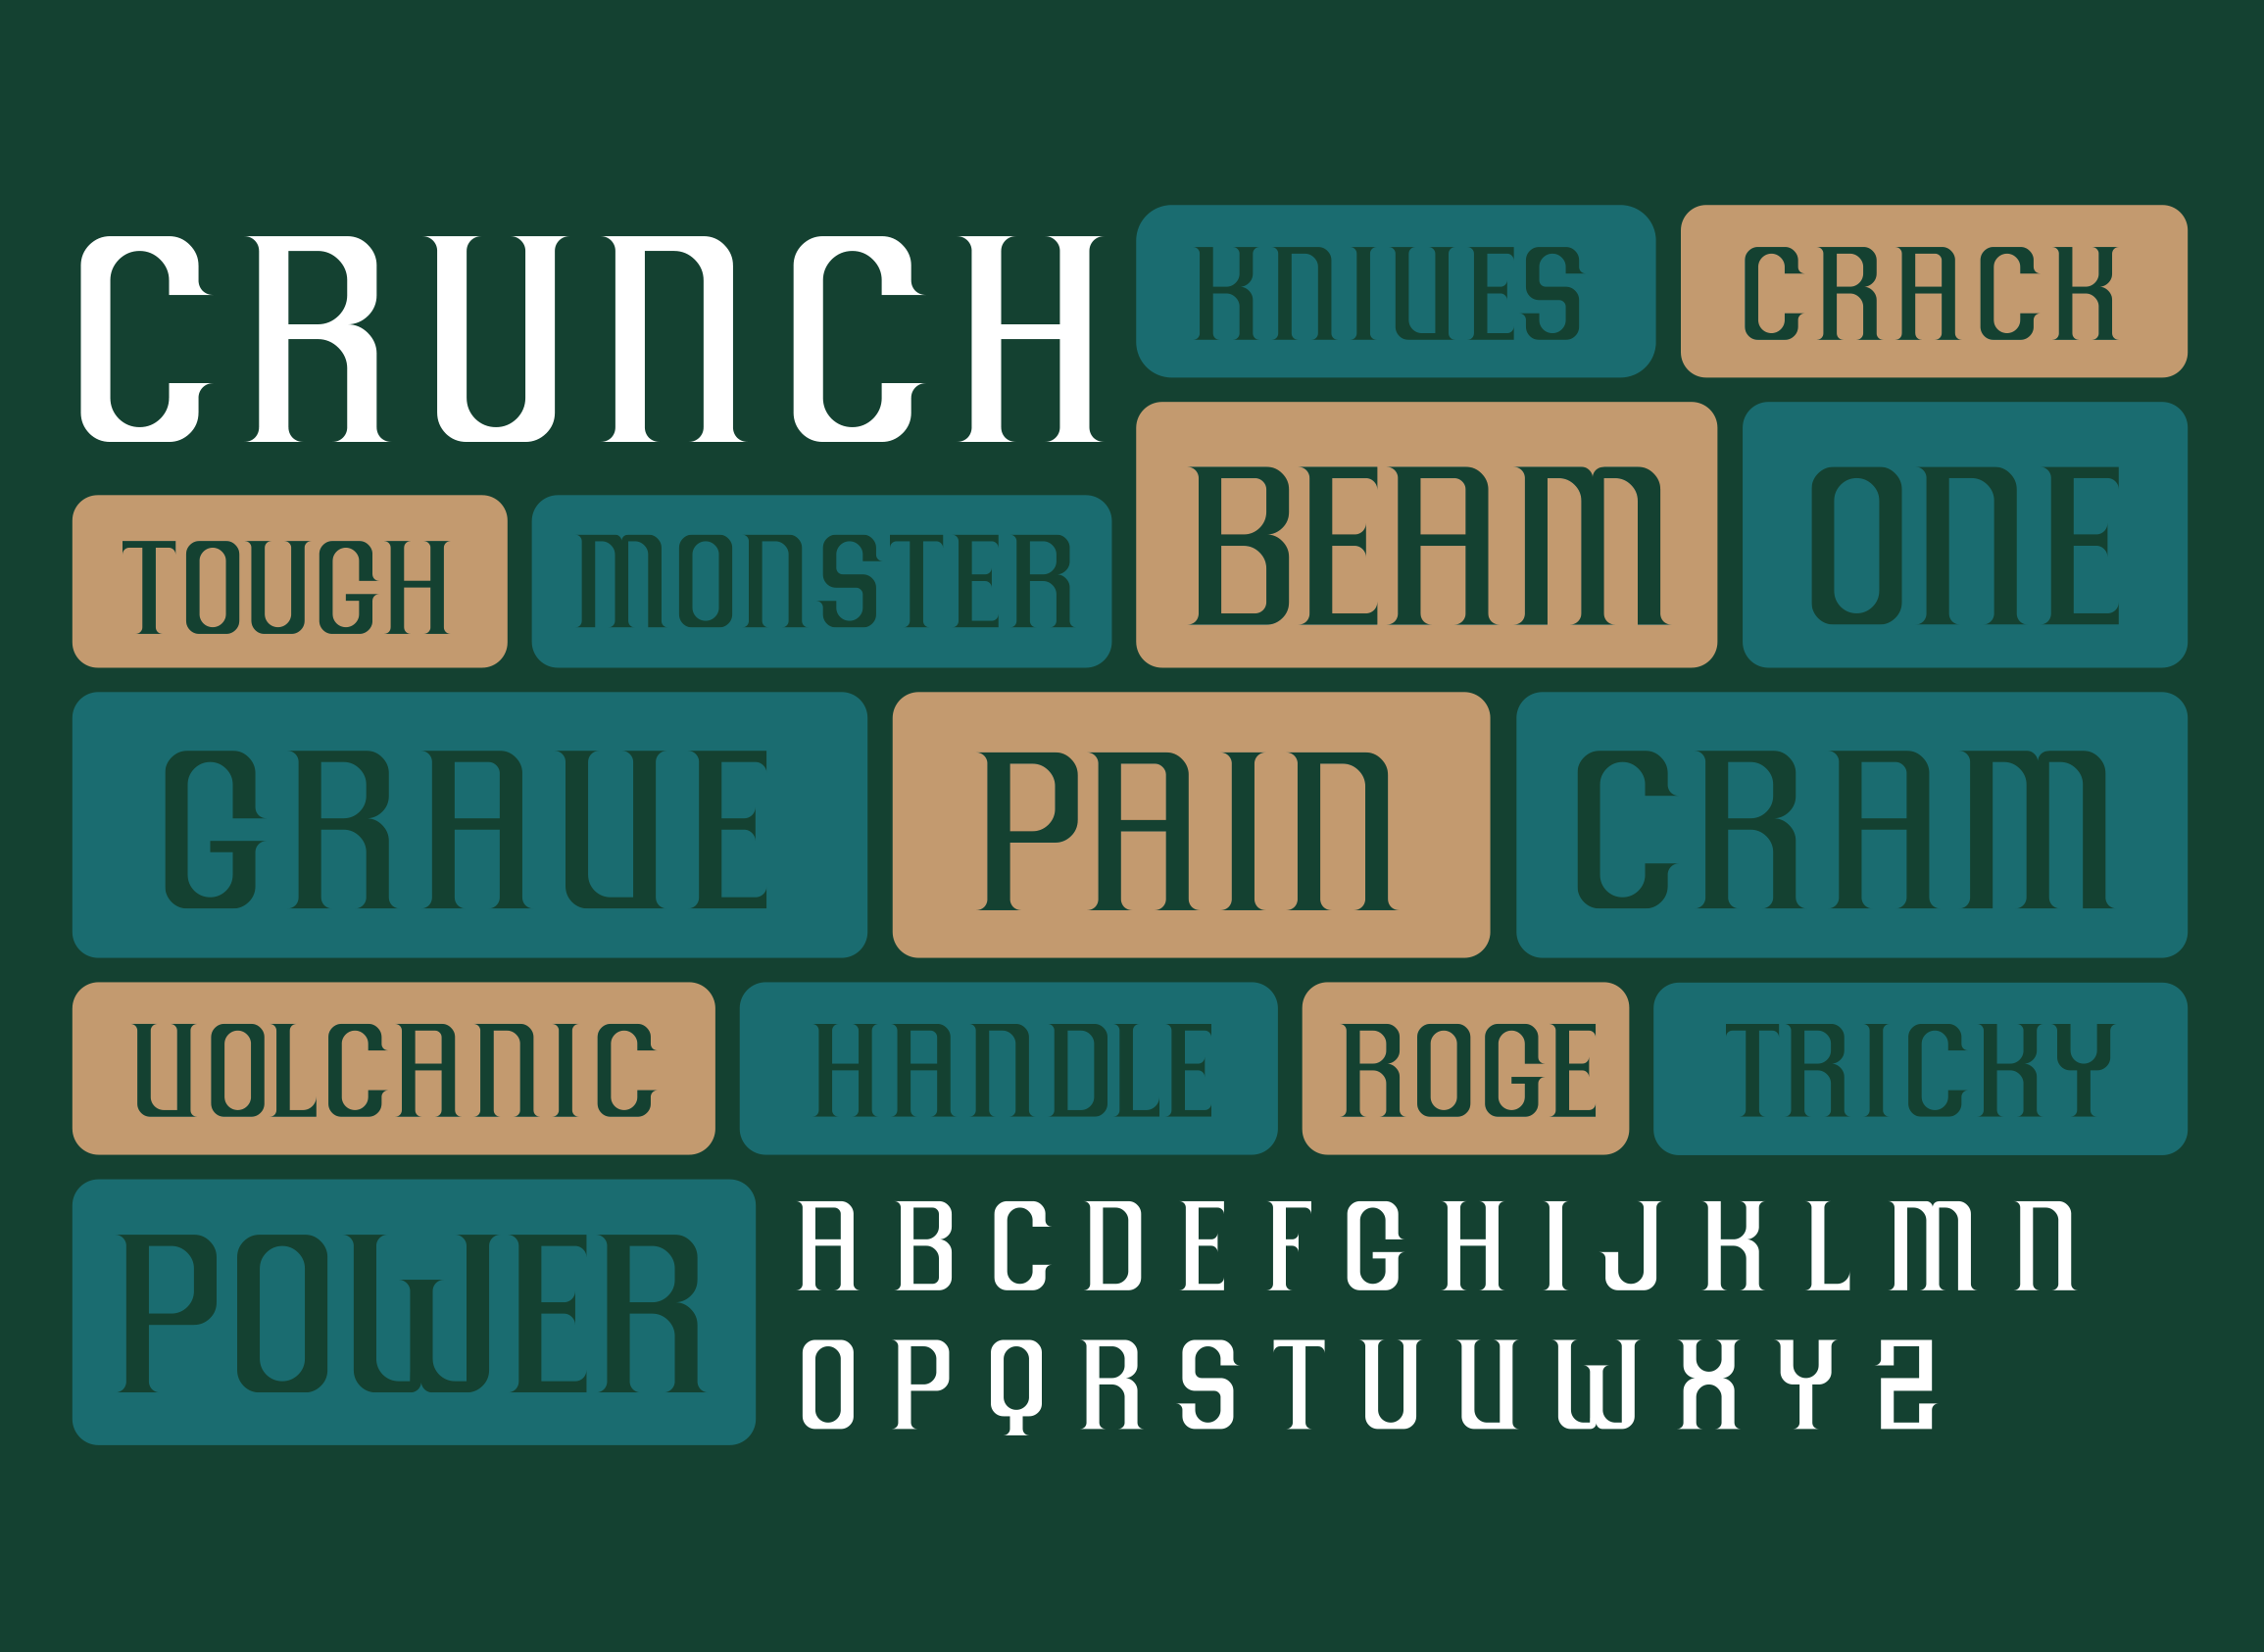 CRUNCH
KNIVES
CRACK
TOUGH
MONSTER
BEAM
ONE
GRAVE
PAIN
CRAM
VOLCANIC
HANDLE
ROGE
TRICKY
POWER
A B C D E F G H I J K L M N
O P Q R S T U V W X Y Z